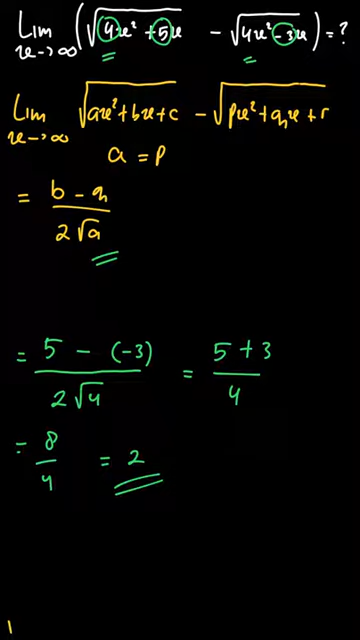 Lim x→∞ (√(4x²+5x) - √(4x²-3x)) = ?
Lim x→∞ √(ax²+bx+c) - √(px²+qx+r)
a = p
= (b - q)/(2√a)
= (5 - (-3))/(2√4) = (5 + 3)/4
= 8/4 = 2